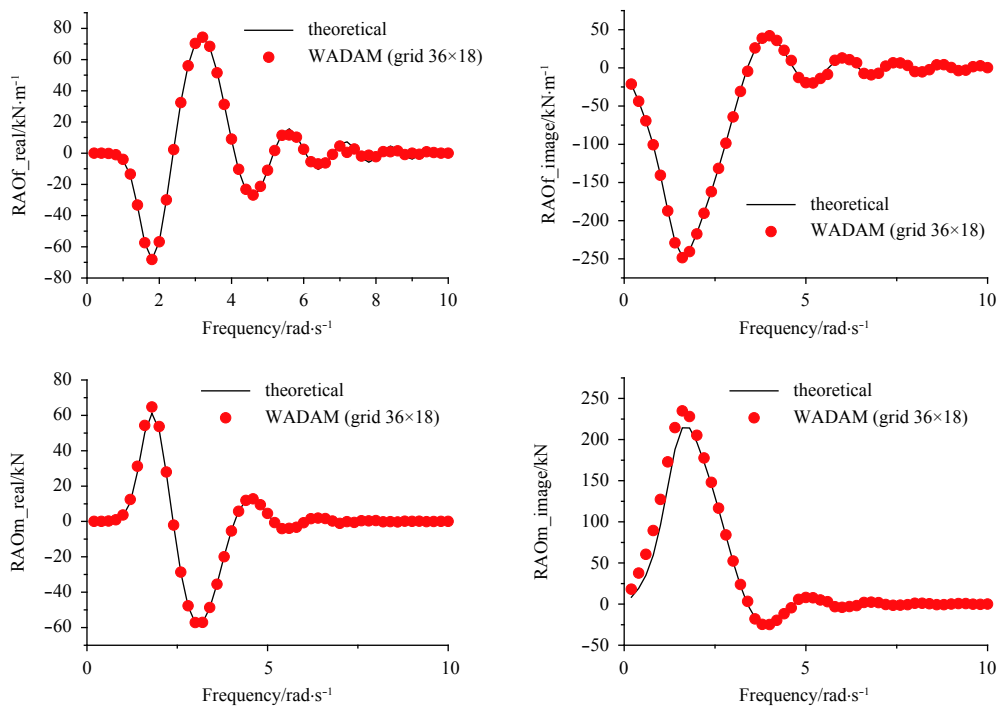 theoretical
WADAM (grid 36×18)
RAOf_real/kN·m⁻¹
80
60
40
20
0
–20
–40
–60
–80
0
2
4
6
8
10
Frequency/rad·s⁻¹
theoretical
WADAM (grid 36×18)
RAOf_image/kN·m⁻¹
50
0
–50
–100
–150
–200
–250
0
5
10
Frequency/rad·s⁻¹
theoretical
WADAM (grid 36×18)
RAOm_real/kN
80
60
40
20
0
–20
–40
60
0
5
10
Frequency/rad·s⁻¹
theoretical
WADAM (grid 36×18)
RAOm_image/kN
250
200
150
100
50
0
–50
0
5
10
Frequency/rad·s⁻¹